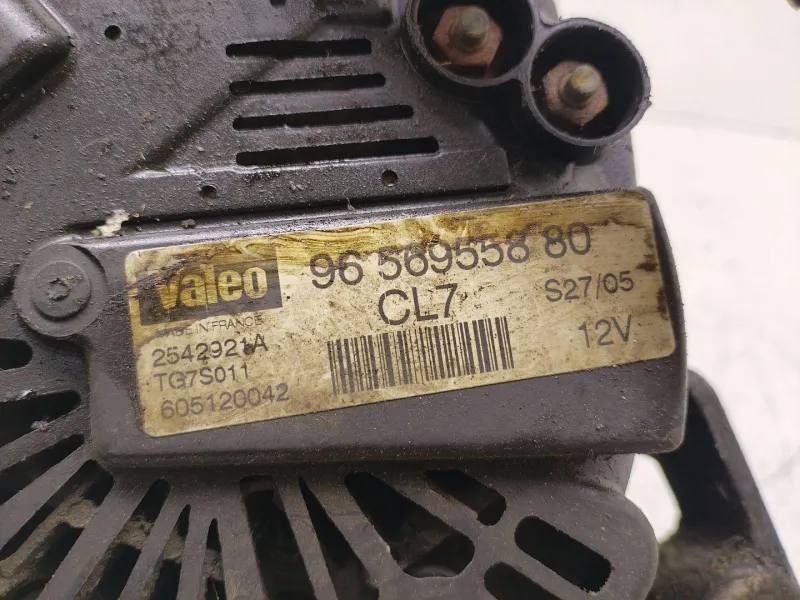 Valeo
96 569558 80
CL7
S27/05
MADE IN FRANCE
2542921A
TG7S011
605120042
12V